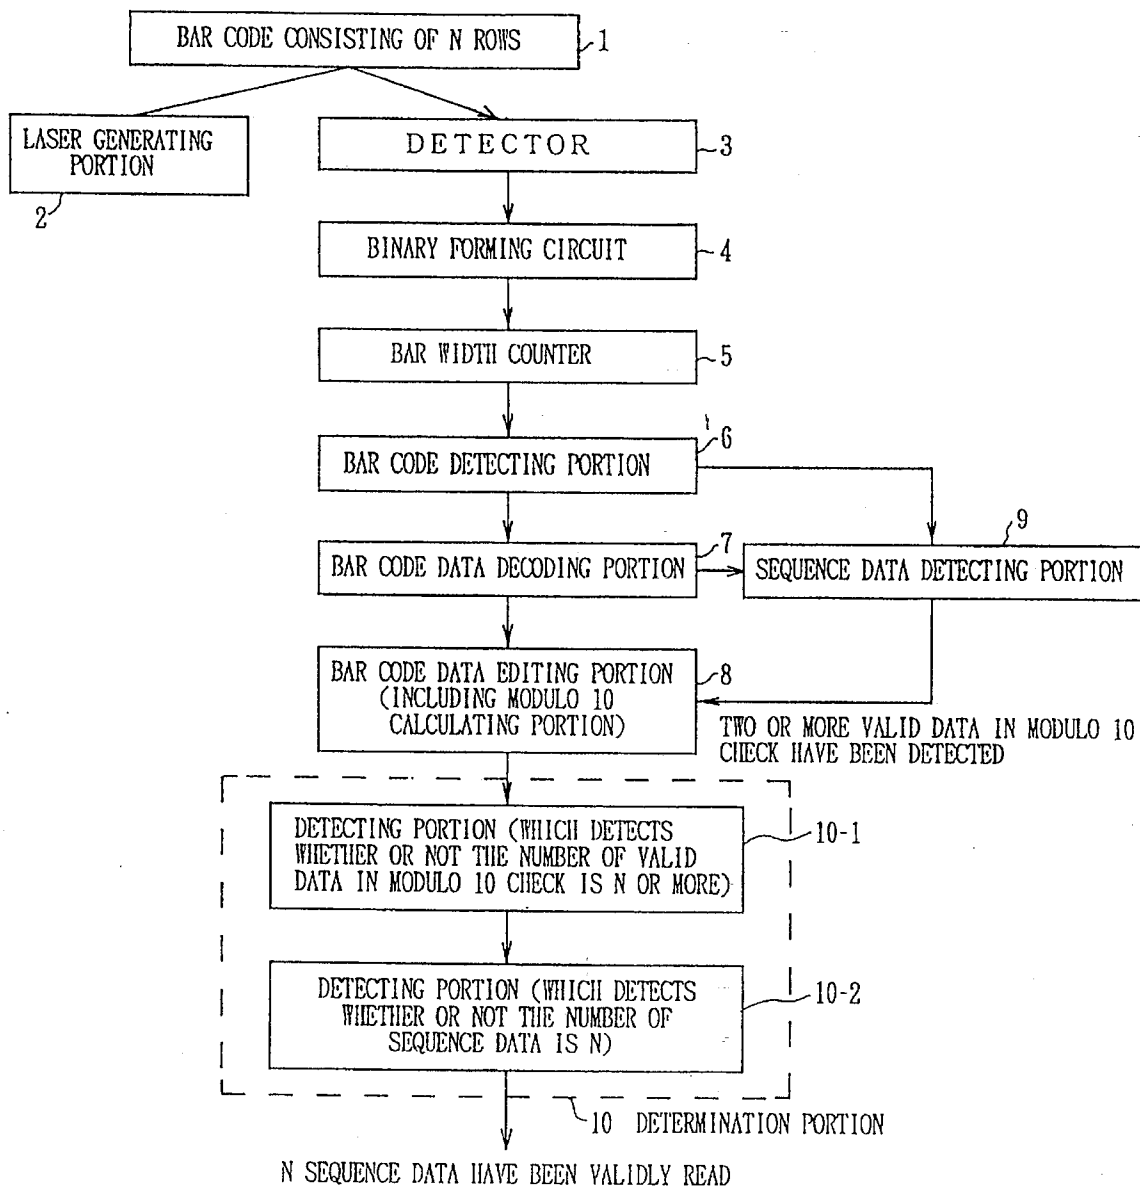 BAR CODE CONSISTING OF N ROWS
1
LASER GENERATING
PORTION
2
DETECTOR
3
BINARY FORMING CIRCUIT
4
BAR WIDTH COUNTER
5
BAR CODE DETECTING PORTION
6
BAR CODE DATA DECODING PORTION
7
SEQUENCE DATA DETECTING PORTION
9
BAR CODE DATA EDITING PORTION
(INCLUDING MODULO 10
CALCULATING PORTION)
8
TWO OR MORE VALID DATA IN MODULO 10
CHECK HAVE BEEN DETECTED
DETECTING PORTION (WHICH DETECTS
WHETHER OR NOT THE NUMBER OF VALID
DATA IN MODULO 10 CHECK IS N OR MORE)
10-1
DETECTING PORTION (WHICH DETECTS
WHETHER OR NOT THE NUMBER OF
SEQUENCE DATA IS N)
10-2
10 DETERMINATION PORTION
N SEQUENCE DATA HAVE BEEN VALIDLY READ